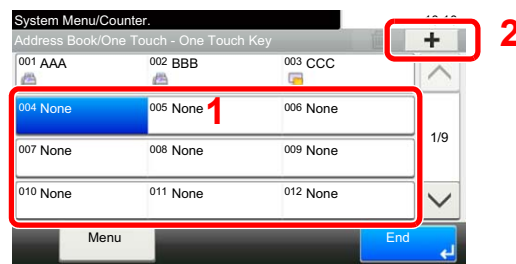 System Menu/Counter.
Address Book/One Touch - One Touch Key
+ 2
001 AAA 002 BBB 003 CCC
004 None 005 None 1 006 None
1/9
007 None 008 None 009 None
010 None 011 None 012 None
Menu End